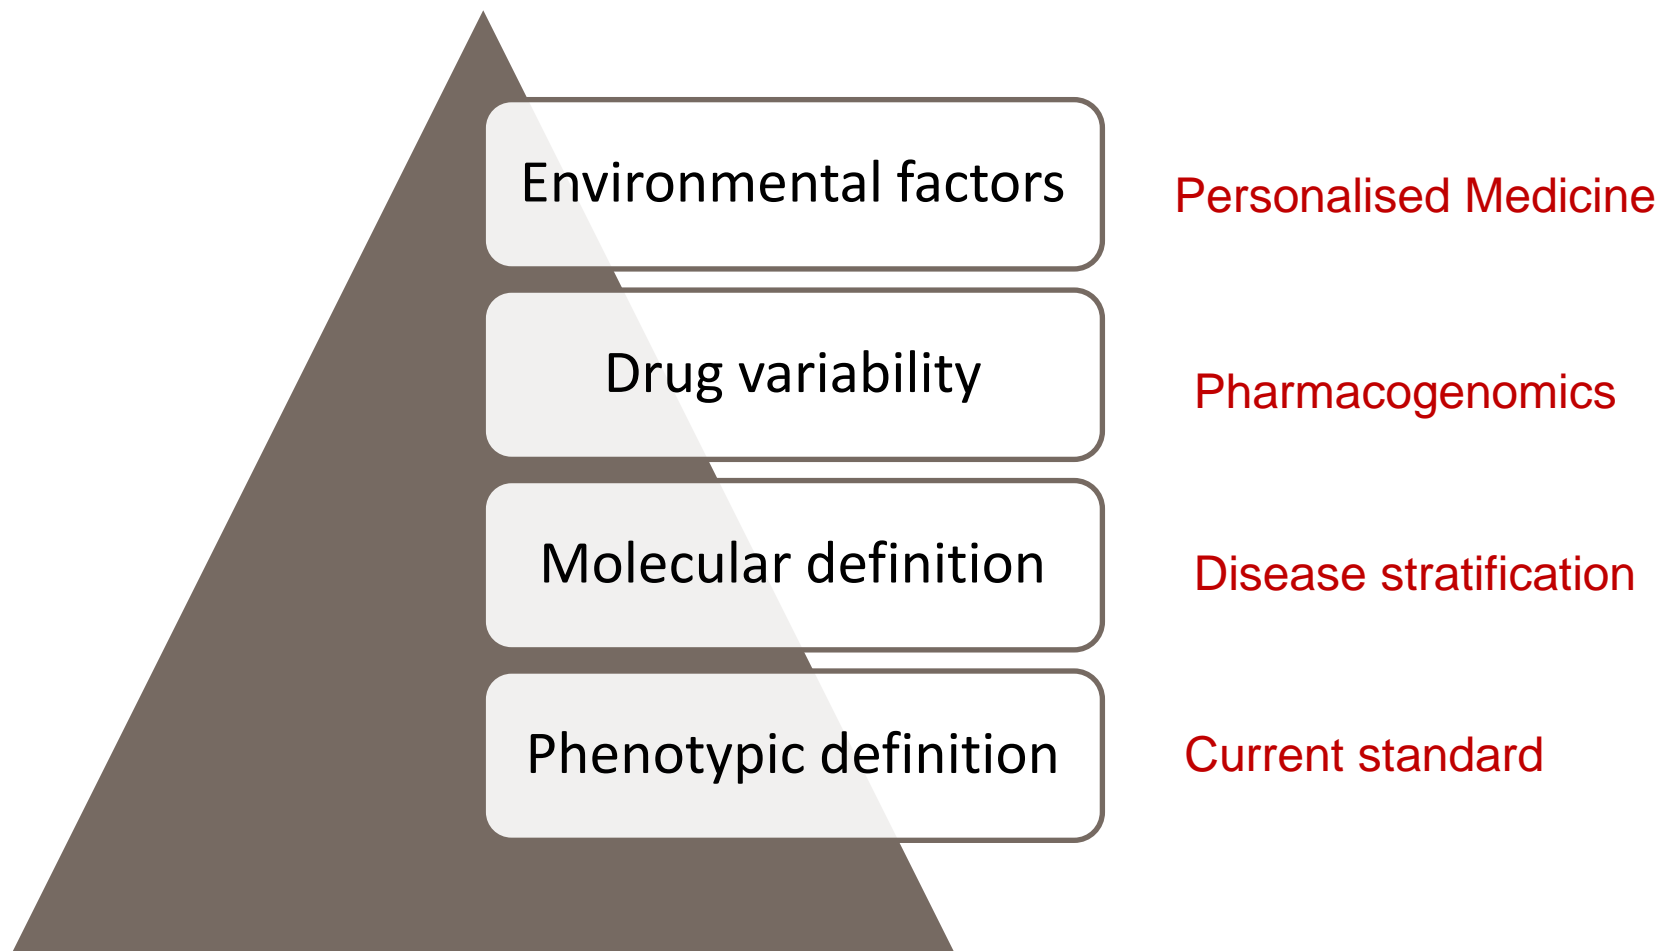 Environmental factors
Personalised Medicine
Drug variability
Pharmacogenomics
Molecular definition
Disease stratification
Phenotypic definition
Current standard